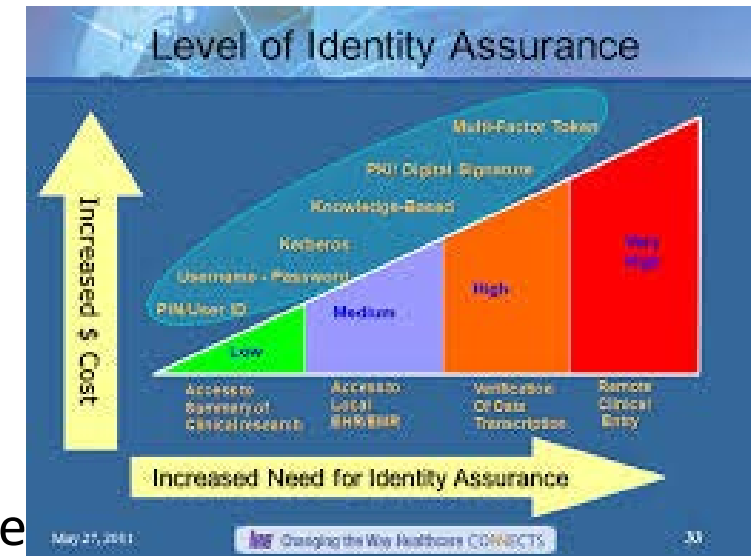 Level of Identity Assurance
Increased $ Cost
Multi-Factor Token
PKI/ Digital Signature
Knowledge-Based
Kerberos
Username - Password
PIN/User ID
Low
Medium
High
Very
High
Access to
Summary of
Clinical research
Access to
Local
EHR/EMR
Verification
Of Data
Transcription
Remote
Clinical
Entry
Increased Need for Identity Assurance
e
May 27, 2011
Changing the Way Healthcare CONNECTS